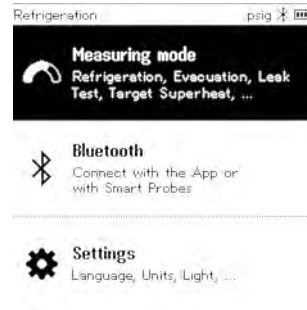 Refrigeration psig
Measuring mode
Refrigeration, Evacuation, Leak
Test, Target Superheat, ...
Bluetooth
Connect with the App or
with Smart Probes
Settings
Language, Units, Light, ...